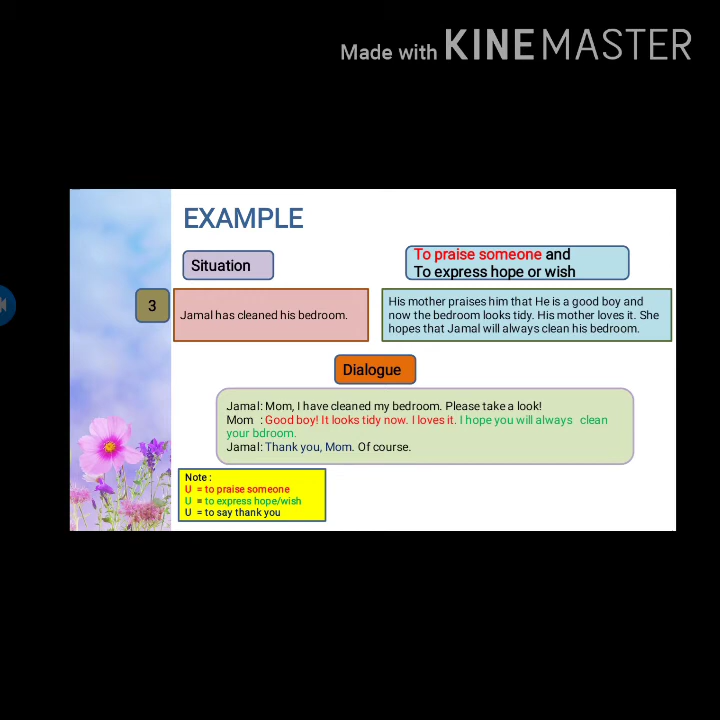 Made with KINEMASTER
EXAMPLE
Situation
To praise someone and
To express hope or wish
3
Jamal has cleaned his bedroom.
His mother praises him that He is a good boy and
now the bedroom looks tidy. His mother loves it. She
hopes that Jamal will always clean his bedroom.
Dialogue
Jamal: Mom, I have cleaned my bedroom. Please take a look!
Mom : Good boy! It looks tidy now. I loves it. I hope you will always clean
your bdroom.
Jamal: Thank you, Mom. Of course.
Note :
U = to praise someone
U = to express hope/wish
U = to say thank you